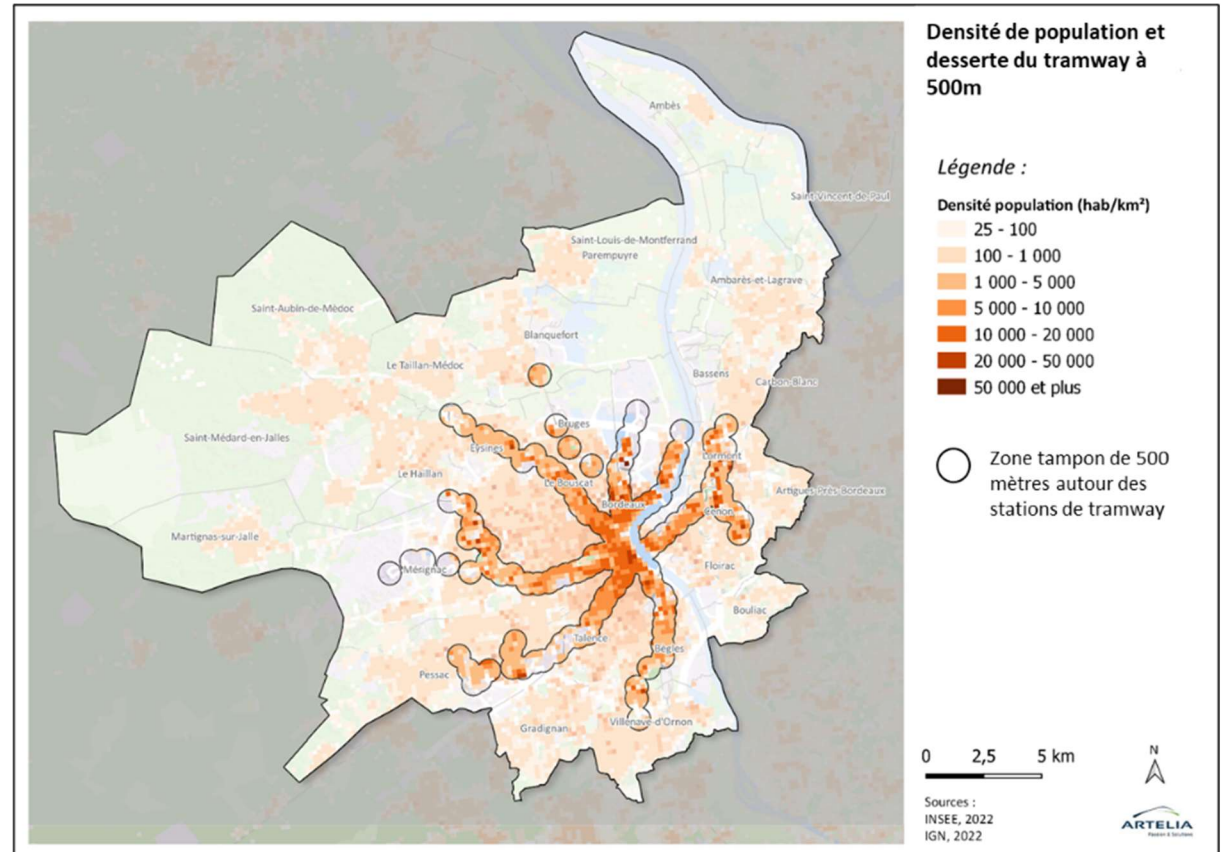 Densité de population et
desserte du tramway à
500m
Légende :
Densité population (hab/km²)
25 - 100
100 - 1 000
1 000 - 5 000
5 000 - 10 000
10 000 - 20 000
20 000 - 50 000
50 000 et plus
Zone tampon de 500
mètres autour des
stations de tramway
0 2,5 5 km
N
Sources :
INSEE, 2022
IGN, 2022
ARTELIA
Passion & Solutions
Ambès
Saint-Vincent-de-Paul
Saint-Louis-de-Montferrand
Parempuyre
Ambarès-et-Lagrave
Saint-Aubin-de-Médoc
Blanquefort
Le Taillan-Médoc
Bassens
Carbon-Blanc
Bruges
Saint-Médard-en-Jalles
Eysines
Lormont
Le Haillan
Le Bouscat
Artigues-Près-Bordeaux
Bordeaux
Cenon
Martignas-sur-Jalle
Mérignac
Floirac
Bouliac
Talence
Bègles
Pessac
Gradignan
Villenave-d'Ornon